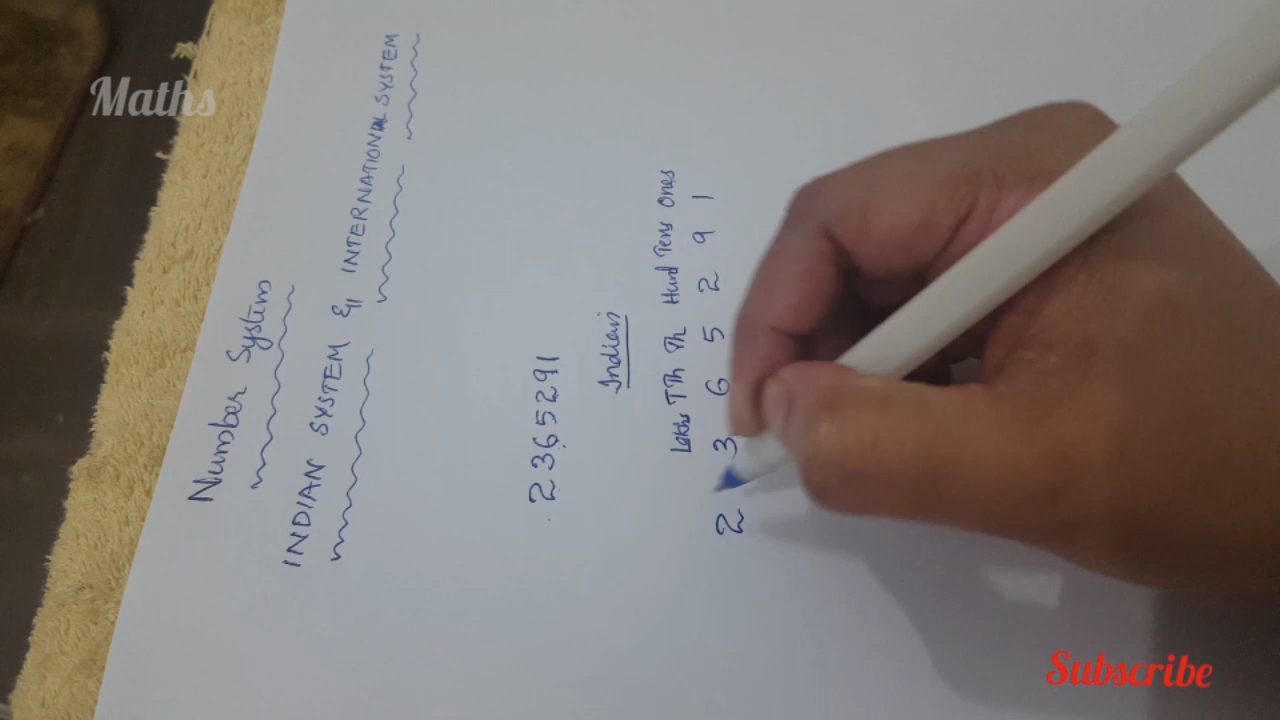 Maths
Number System
INDIAN SYSTEM & INTERNATIONAL SYSTEM
2365291
Indian
Lakhs TTh Th Hund Tens Ones
2 3 6 5 2 9 1
Subscribe